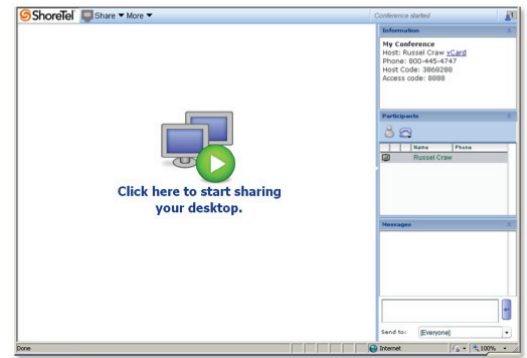 ShoreTel Share More
Conference started
Information
My Conference
Host: Russel Craw vCard
Phone: 800-445-4747
Host Code: 3868288
Access code: 8888
Participants
Name Phone
Russel Craw
Click here to start sharing
your desktop.
Messages
Send to: [Everyone]
Done Internet 100%